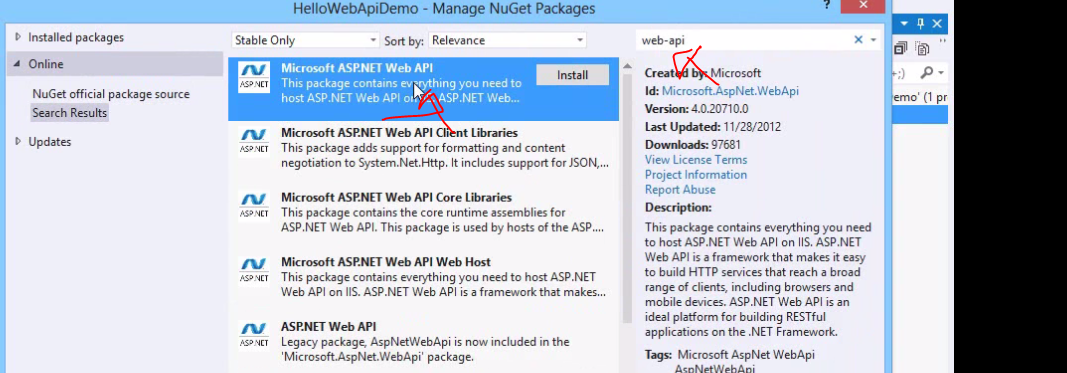 HelloWebApiDemo - Manage NuGet Packages
?
Installed packages
Online
NuGet official package source
Search Results
Updates
Stable Only
Sort by: Relevance
Microsoft ASP.NET Web API
Install
This package contains everything you need to
host ASP.NET Web API on IIS. ASP.NET Web...
ASP.NET
Microsoft ASP.NET Web API Client Libraries
This package adds support for formatting and content
negotiation to System.Net.Http. It includes support for JSON,...
ASP.NET
Microsoft ASP.NET Web API Core Libraries
This package contains the core runtime assemblies for
ASP.NET Web API. This package is used by hosts of the ASP....
ASP.NET
Microsoft ASP.NET Web API Web Host
This package contains everything you need to host ASP.NET
Web API on IIS. ASP.NET Web API is a framework that makes...
ASP.NET
ASP.NET Web API
Legacy package, AspNetWebApi is now included in the
'Microsoft.AspNet.WebApi' package.
ASP.NET
web-api
Created by: Microsoft
Id: Microsoft.AspNet.WebApi
Version: 4.0.20710.0
Last Updated: 11/28/2012
Downloads: 97681
View License Terms
Project Information
Report Abuse
Description:
This package contains everything you need
to host ASP.NET Web API on IIS. ASP.NET
Web API is a framework that makes it easy
to build HTTP services that reach a broad
range of clients, including browsers and
mobile devices. ASP.NET Web API is an
ideal platform for building RESTful
applications on the .NET Framework.
Tags: Microsoft AspNet WebApi
AspNetWebAPI
+;)
emo' (1 pr